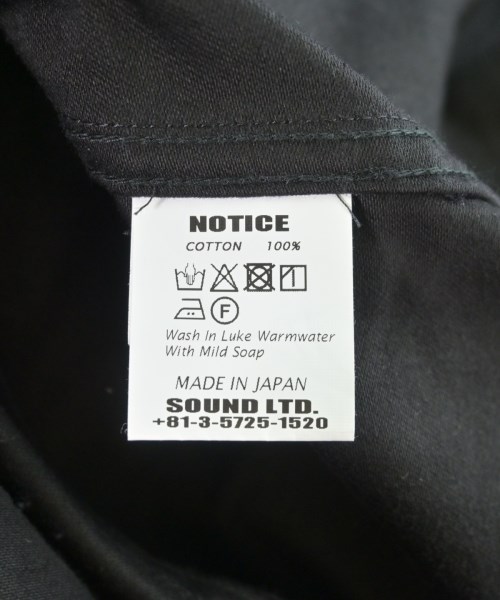 NOTICE
COTTON 100%
F
Wash In Luke Warmwater
With Mild Soap
MADE IN JAPAN
SOUND LTD.
+81-3-5725-1520